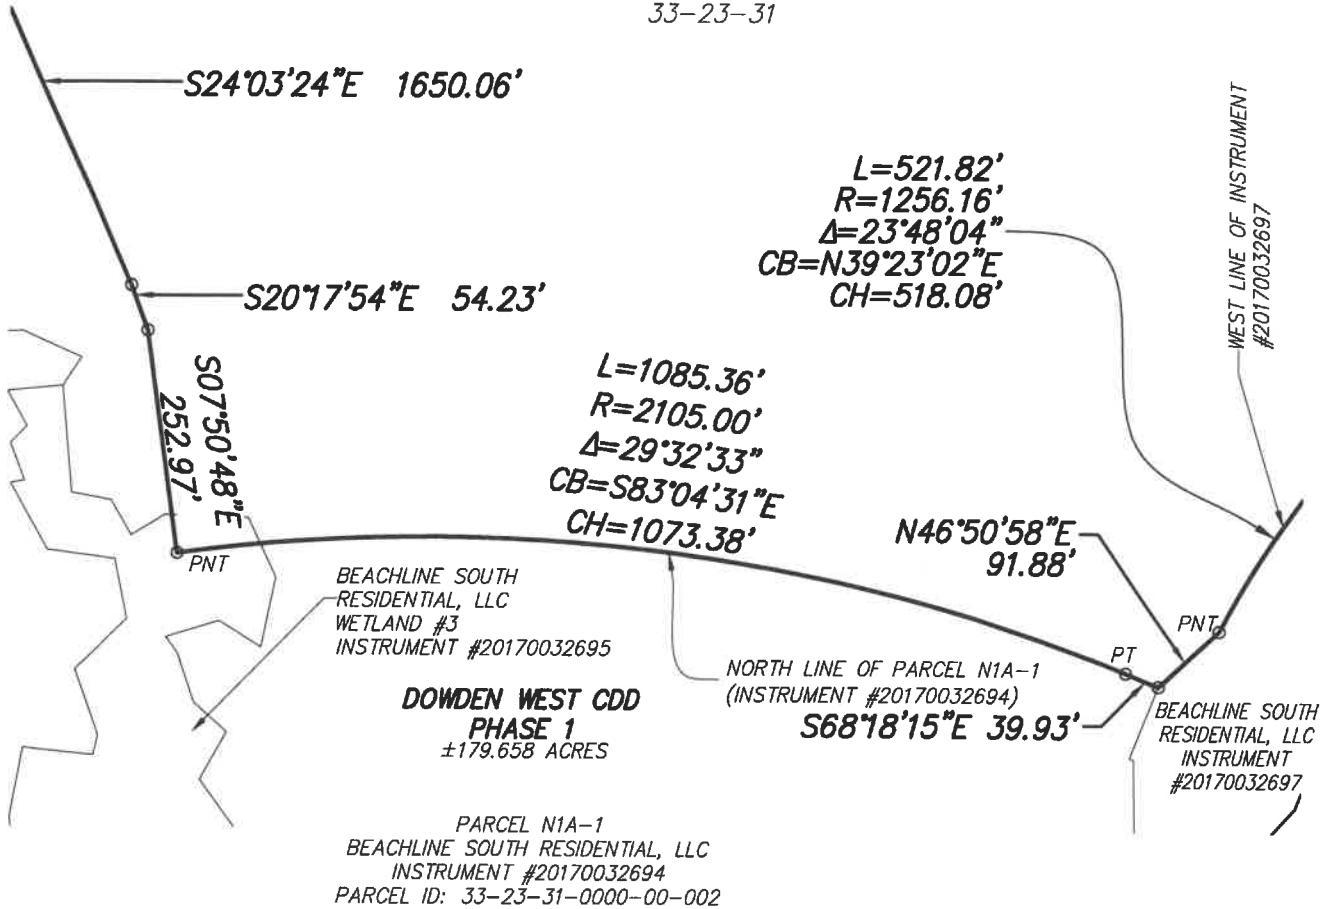 33-23-31
S24°03'24"E 1650.06'
L=521.82'
R=1256.16'
Δ=23°48'04"
CB=N39°23'02"E
CH=518.08'
WEST LINE OF INSTRUMENT
#20170032697
S20°17'54"E 54.23'
S07°50'48"E
252.97'
L=1085.36'
R=2105.00'
Δ=29°32'33"
CB=S83°04'31"E
CH=1073.38'
N46°50'58"E
91.88'
PNT
BEACHLINE SOUTH
RESIDENTIAL, LLC
WETLAND #3
INSTRUMENT #20170032695
PNT
PT
NORTH LINE OF PARCEL N1A-1
(INSTRUMENT #20170032694)
S68°18'15"E 39.93'
DOWDEN WEST CDD
PHASE 1
±179.658 ACRES
BEACHLINE SOUTH
RESIDENTIAL, LLC
INSTRUMENT
#20170032697
PARCEL N1A-1
BEACHLINE SOUTH RESIDENTIAL, LLC
INSTRUMENT #20170032694
PARCEL ID: 33-23-31-0000-00-002